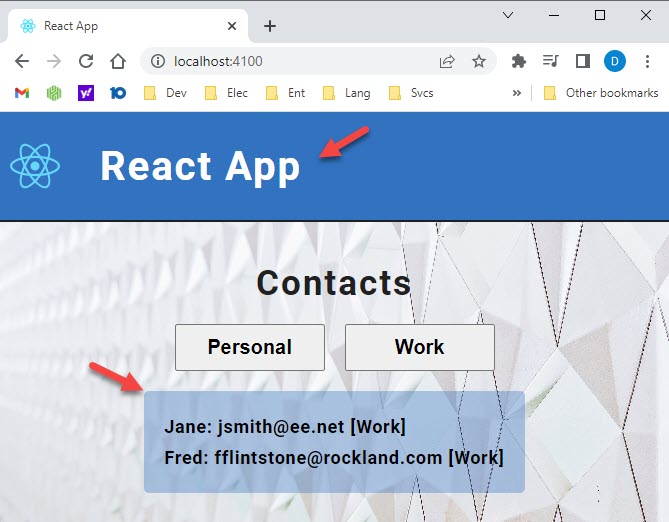 React App
localhost:4100
D
y!
10
Dev Elec Ent Lang Svcs » Other bookmarks
React App
Contacts
Personal Work
Jane: jsmith@ee.net [Work]
Fred: fflintstone@rockland.com [Work]